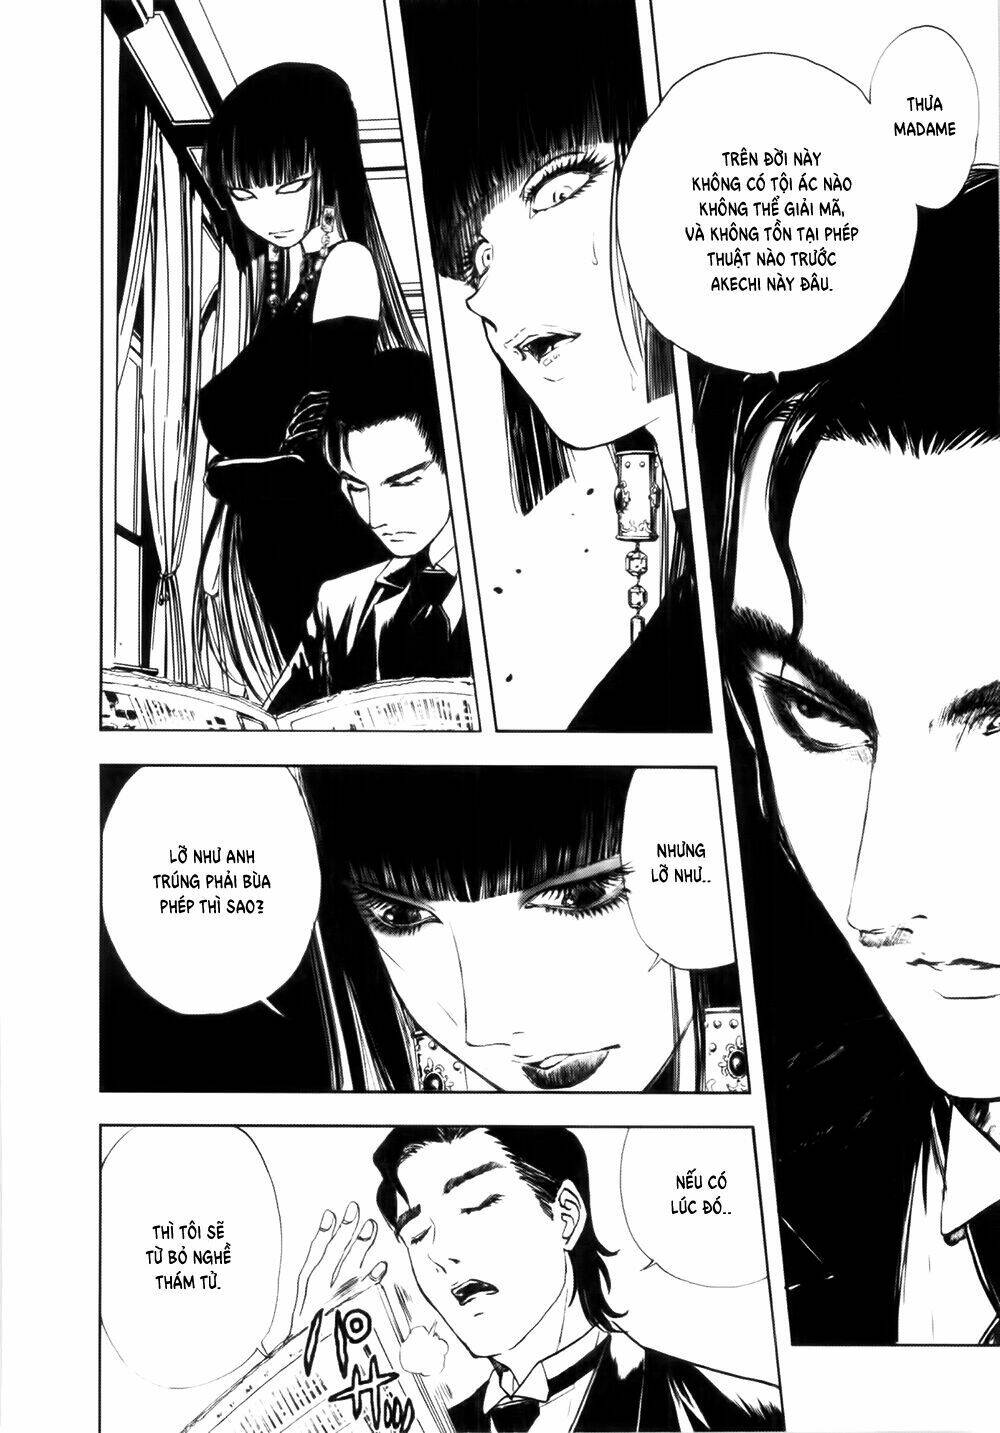 THƯA
MADAME
TRÊN ĐỜI NÀY
KHÔNG CÓ TỘI ÁC NÀO
KHÔNG THỂ GIẢI MÃ,
VÀ KHÔNG TỒN TẠI PHÉP
THUẬT NÀO TRƯỚC
AKECHI NÀY ĐÂU.
NHƯNG
LỠ NHƯ..
LỠ NHƯ ANH
TRÚNG PHẢI BÙA
PHÉP THÌ SAO?
NẾU CÓ
LÚC ĐÓ..
THÌ TÔI SẼ
TỪ BỎ NGHỀ
THÁM TỬ.